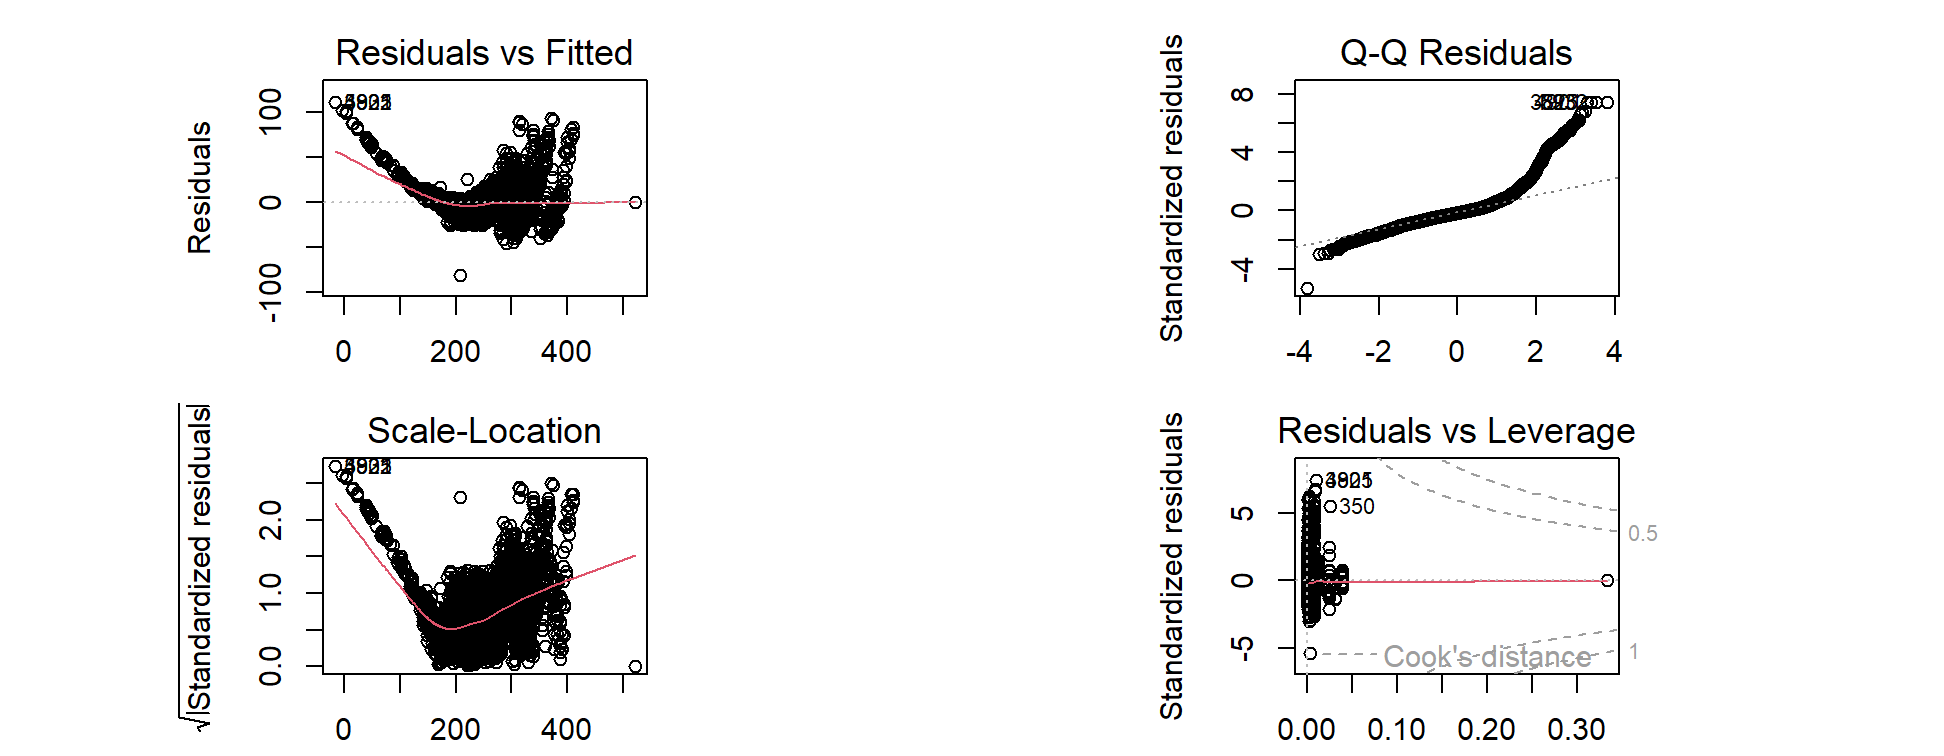 Residuals vs Fitted
Residuals
100
0
-100
0 200 400
Q-Q Residuals
Standardized residuals
8
4
0
-4
-4 -2 0 2 4
Scale-Location
√|Standardized residuals|
2.0
1.0
0.0
0 200 400
Residuals vs Leverage
Standardized residuals
5
0
-5
350
0.5
1
Cook's distance
0.00 0.10 0.20 0.30